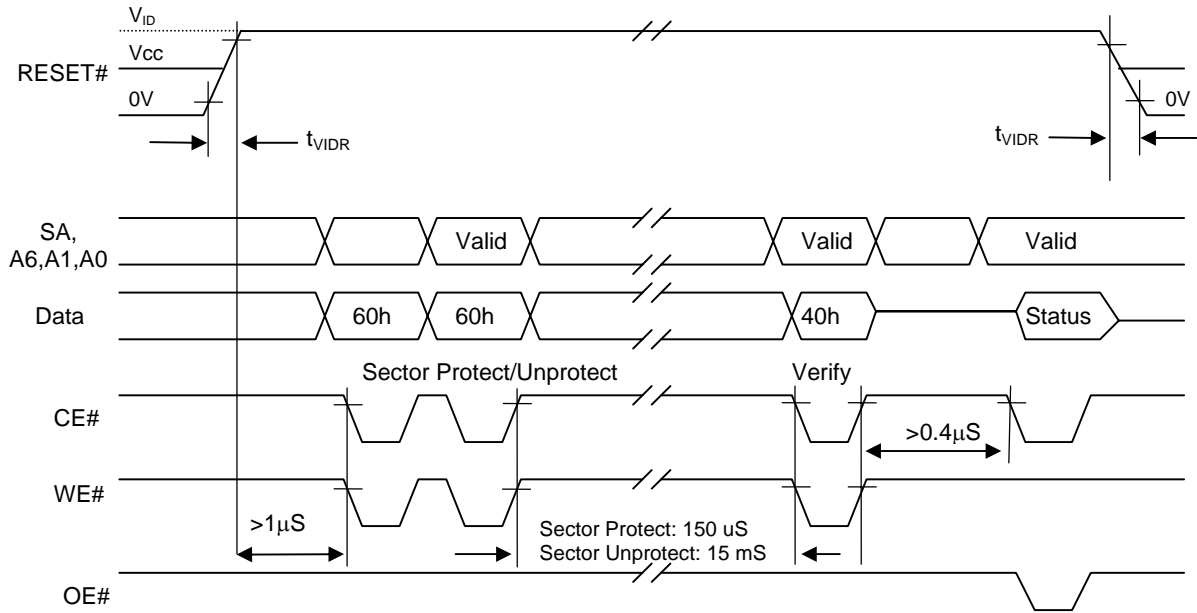 VID
Vcc
RESET#
0V
0V
tVIDR
tVIDR
SA,
A6,A1,A0
Valid
Valid
Valid
Data
60h
60h
40h
Status
Sector Protect/Unprotect
Verify
CE#
>0.4μS
WE#
>1μS
Sector Protect: 150 uS
Sector Unprotect: 15 mS
OE#